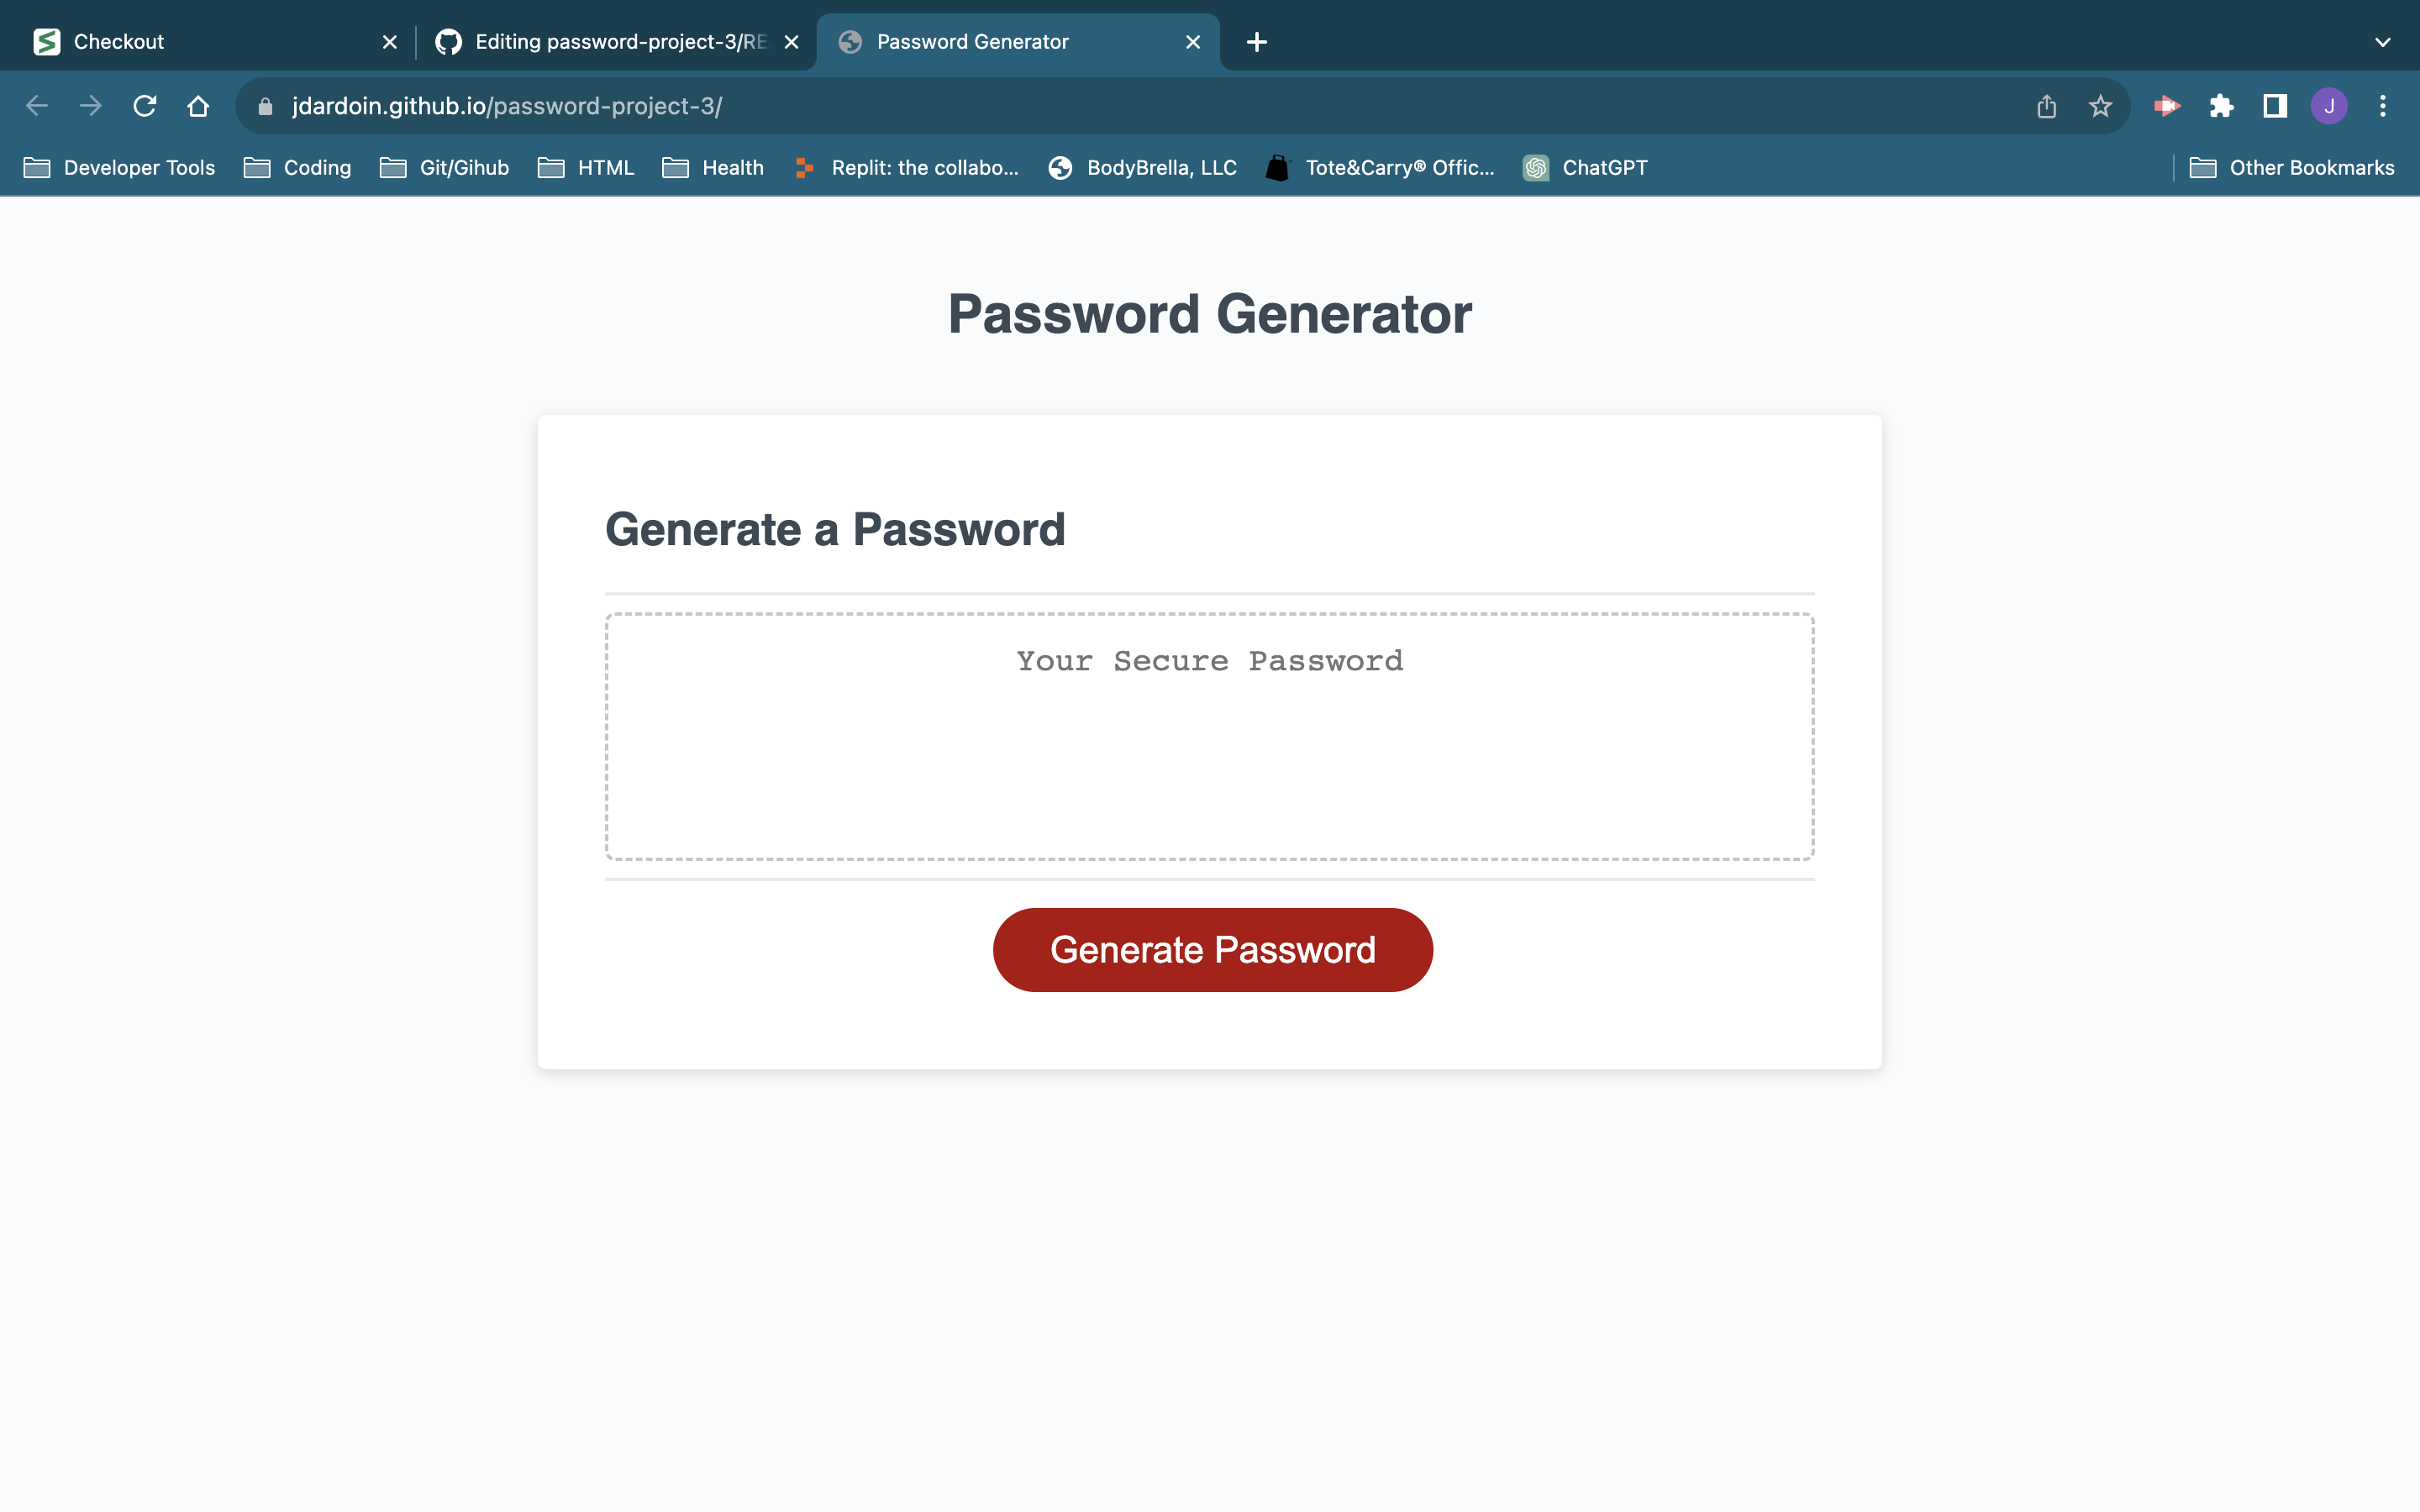 Checkout
Editing password-project-3/RE
Password Generator
jdardoin.github.io/password-project-3/
J
Developer Tools
Coding
Git/Gihub
HTML
Health
Replit: the collabo...
BodyBrella, LLC
Tote&Carry® Offic...
ChatGPT
Other Bookmarks
Password Generator
Generate a Password
Your Secure Password
Generate Password